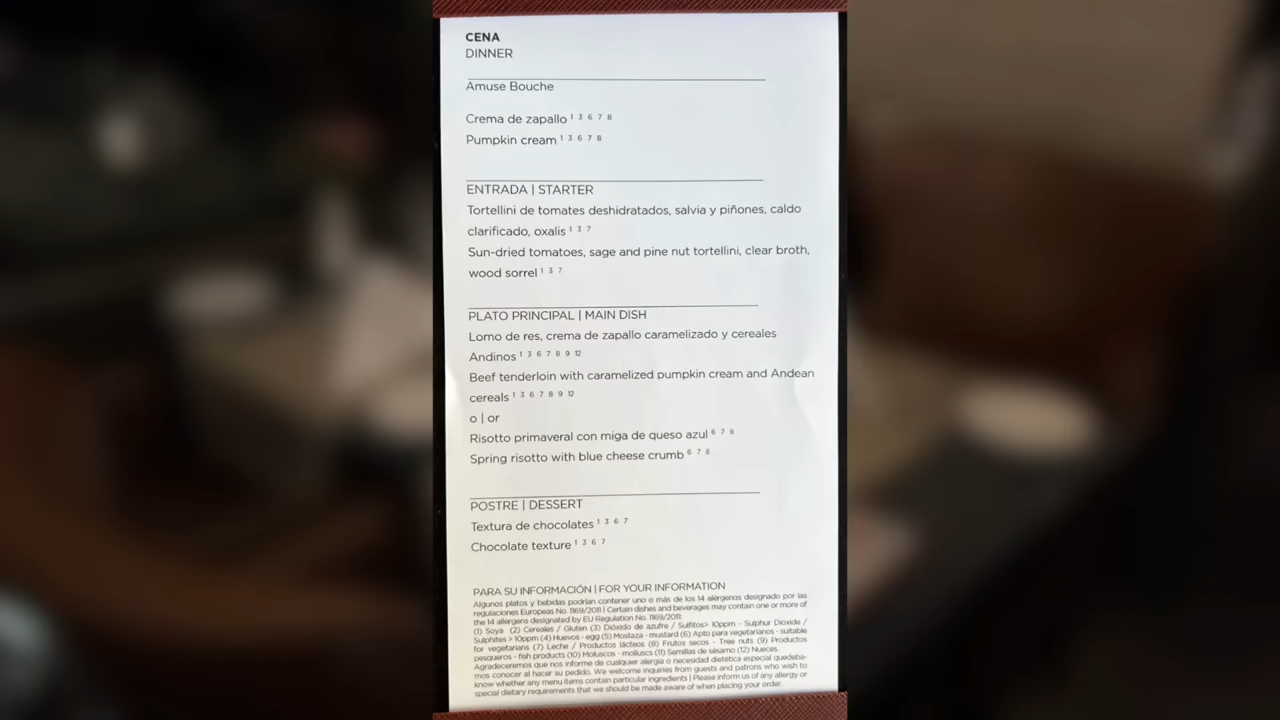 CENA
DINNER
Amuse Bouche
Crema de zapallo 1 3 6 7 8
Pumpkin cream 1 3 6 7 8
ENTRADA | STARTER
Tortellini de tomates deshidratados, salvia y piñones, caldo
clarificado, oxalis 1 3 7
Sun-dried tomatoes, sage and pine nut tortellini, clear broth,
wood sorrel 1 3 7
PLATO PRINCIPAL | MAIN DISH
Lomo de res, crema de zapallo caramelizado y cereales
Andinos 1 3 6 7 8 9 12
Beef tenderloin with caramelized pumpkin cream and Andean
cereals 1 3 6 7 8 9 12
o | or
Risotto primaveral con miga de queso azul 6 7 8
Spring risotto with blue cheese crumb 6 7 8
POSTRE | DESSERT
Textura de chocolates 1 3 6 7
Chocolate texture 1 3 6 7
PARA SU INFORMACIÓN | FOR YOUR INFORMATION
Algunos platos y bebidas podrían contener uno o más de los 14 alérgenos designado por las
regulaciones Europeas No. 1169/2011 | Certain dishes and beverages may contain one or more of
the 14 allergens designated by EU Regulation No. 1169/2011:
(1) Soya (2) Cereales / Gluten (3) Dióxido de azufre / Sulfitos> 10ppm - Sulphur Dioxide /
Sulphites > 10ppm (4) Huevos - egg (5) Mostaza - mustard (6) Apto para vegetarianos - suitable
for vegetarians (7) Leche / Productos lácteos (8) Frutos secos - Tree nuts (9) Productos
pesqueros - fish products (10) Moluscos - molluscs (11) Semillas de sésamo (12) Nueces
Agradeceremos que nos informe de cualquier alergia o necesidad dietética especial quedeba-
mos conocer al hacer su pedido. We welcome inquiries from guests and patrons who wish to
know whether any menu items contain particular ingredients | Please inform us of any allergy or
special dietary requirements that we should be made aware of when placing your order.